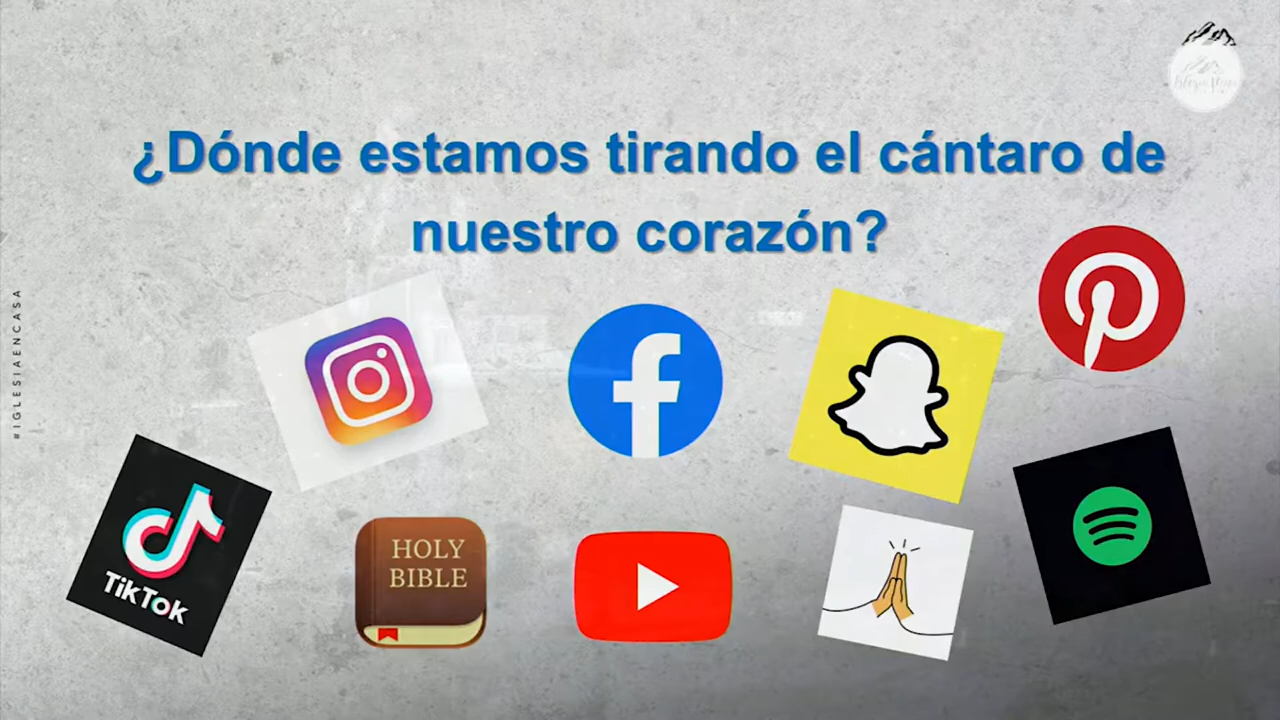 ¿Dónde estamos tirando el cántaro de
nuestro corazón?
#IGLESIAENCASA
TikTok
HOLY
BIBLE